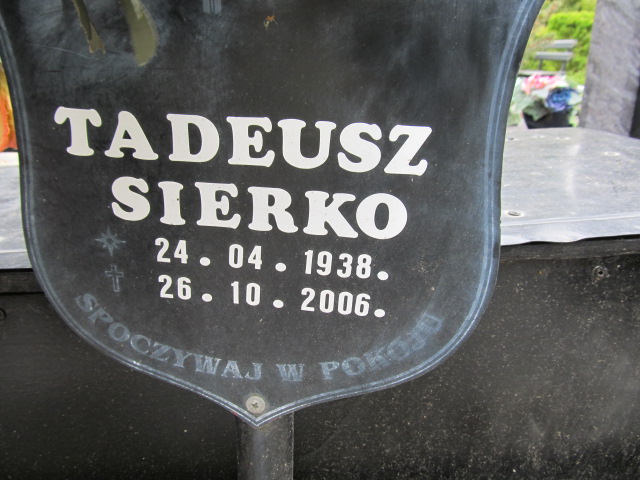 TADEUSZ
SIERKO
24. 04. 1938.
26. 10. 2006.
SPOCZYWAJ W POKOJU